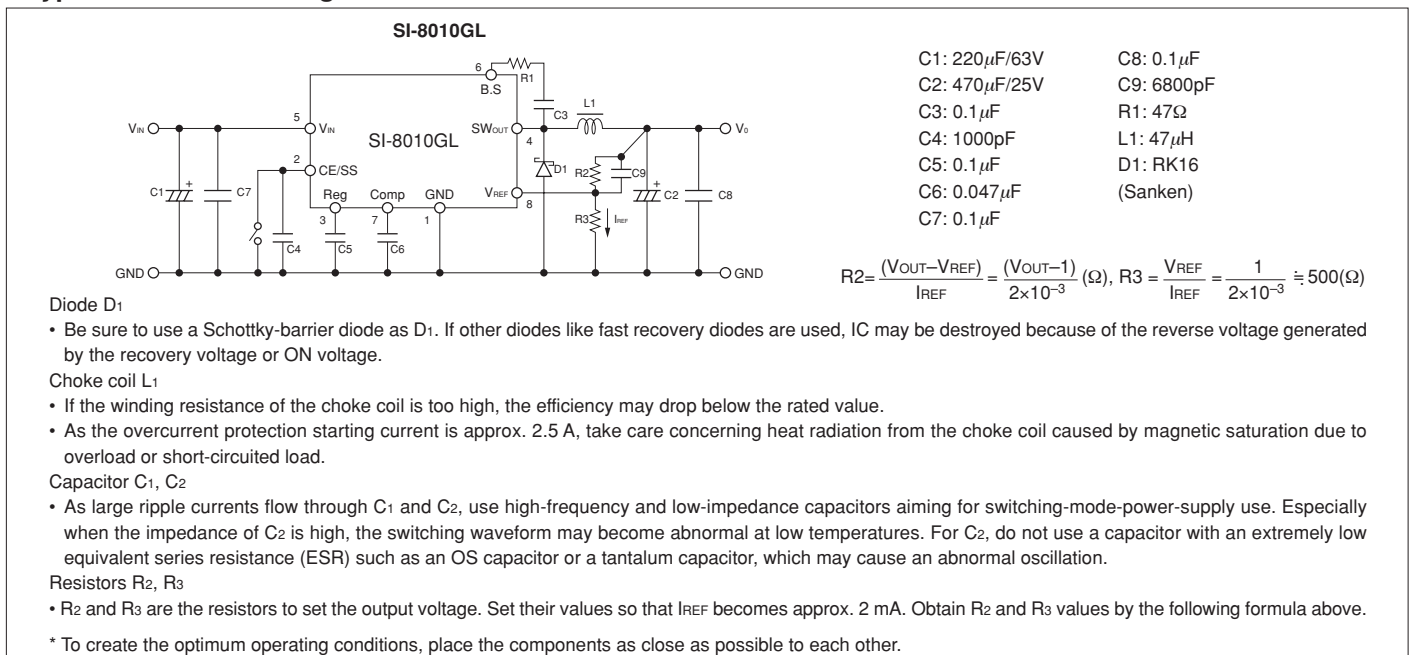 SI-8010GL
6
R1
B.S
C3
L1
VIN
5
VIN
SWOUT
4
VO
SI-8010GL
2
CE/SS
D1
R2
C9
C1
+
C7
Reg
Comp
GND
VREF
8
+
C2
C8
3
7
1
R3
IREF
C4
C5
C6
GND
GND
C1: 220μF/63V
C2: 470μF/25V
C3: 0.1μF
C4: 1000pF
C5: 0.1μF
C6: 0.047μF
C7: 0.1μF
C8: 0.1μF
C9: 6800pF
R1: 47Ω
L1: 47μH
D1: RK16
(Sanken)
R2= (VOUT–VREF) / IREF = (VOUT–1) / 2×10–3 (Ω), R3 = VREF / IREF = 1 / 2×10–3 ≒ 500(Ω)
Diode D1
• Be sure to use a Schottky-barrier diode as D1. If other diodes like fast recovery diodes are used, IC may be destroyed because of the reverse voltage generated
by the recovery voltage or ON voltage.
Choke coil L1
• If the winding resistance of the choke coil is too high, the efficiency may drop below the rated value.
• As the overcurrent protection starting current is approx. 2.5 A, take care concerning heat radiation from the choke coil caused by magnetic saturation due to
overload or short-circuited load.
Capacitor C1, C2
• As large ripple currents flow through C1 and C2, use high-frequency and low-impedance capacitors aiming for switching-mode-power-supply use. Especially
when the impedance of C2 is high, the switching waveform may become abnormal at low temperatures. For C2, do not use a capacitor with an extremely low
equivalent series resistance (ESR) such as an OS capacitor or a tantalum capacitor, which may cause an abnormal oscillation.
Resistors R2, R3
• R2 and R3 are the resistors to set the output voltage. Set their values so that IREF becomes approx. 2 mA. Obtain R2 and R3 values by the following formula above.
* To create the optimum operating conditions, place the components as close as possible to each other.